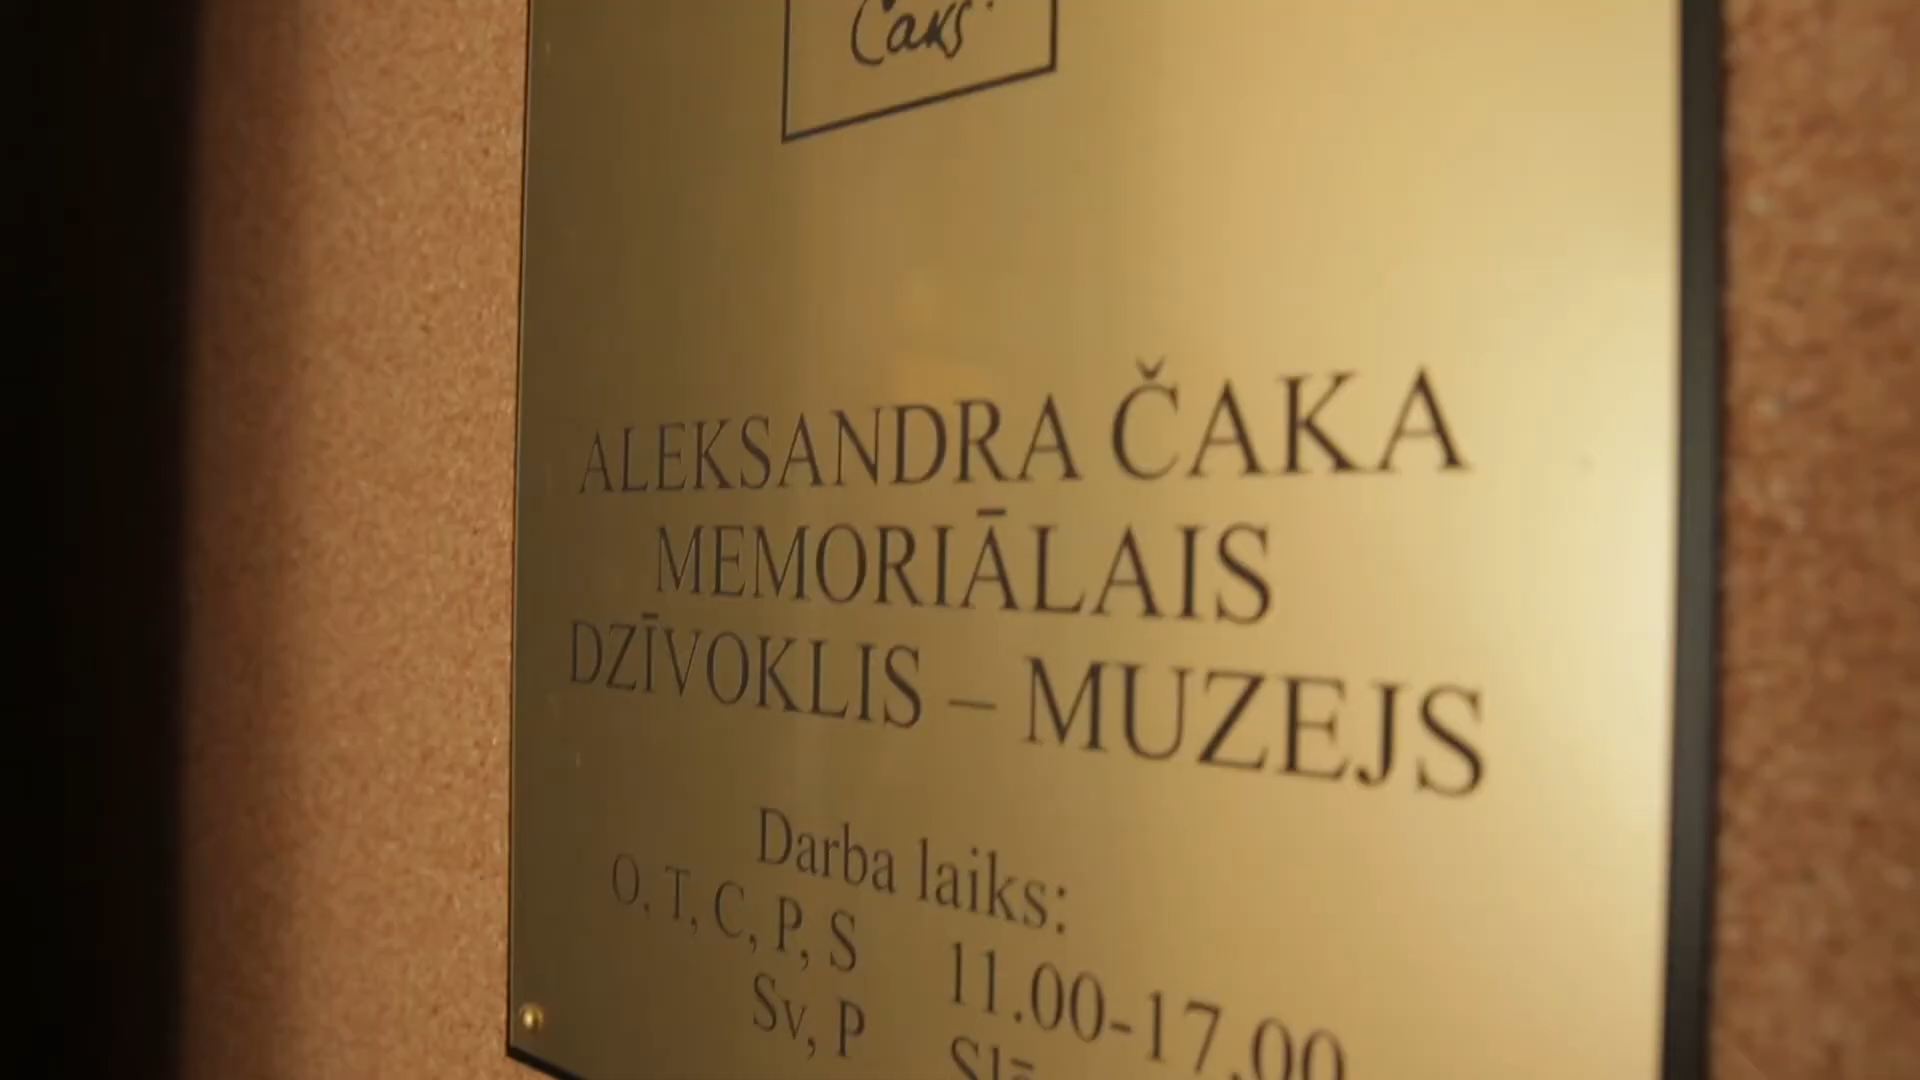 Čaks
ALEKSANDRA ČAKA
MEMORIĀLAIS
DZĪVOKLIS – MUZEJS
Darba laiks:
O, T, C, P, S 11.00-17.00
Sv, P